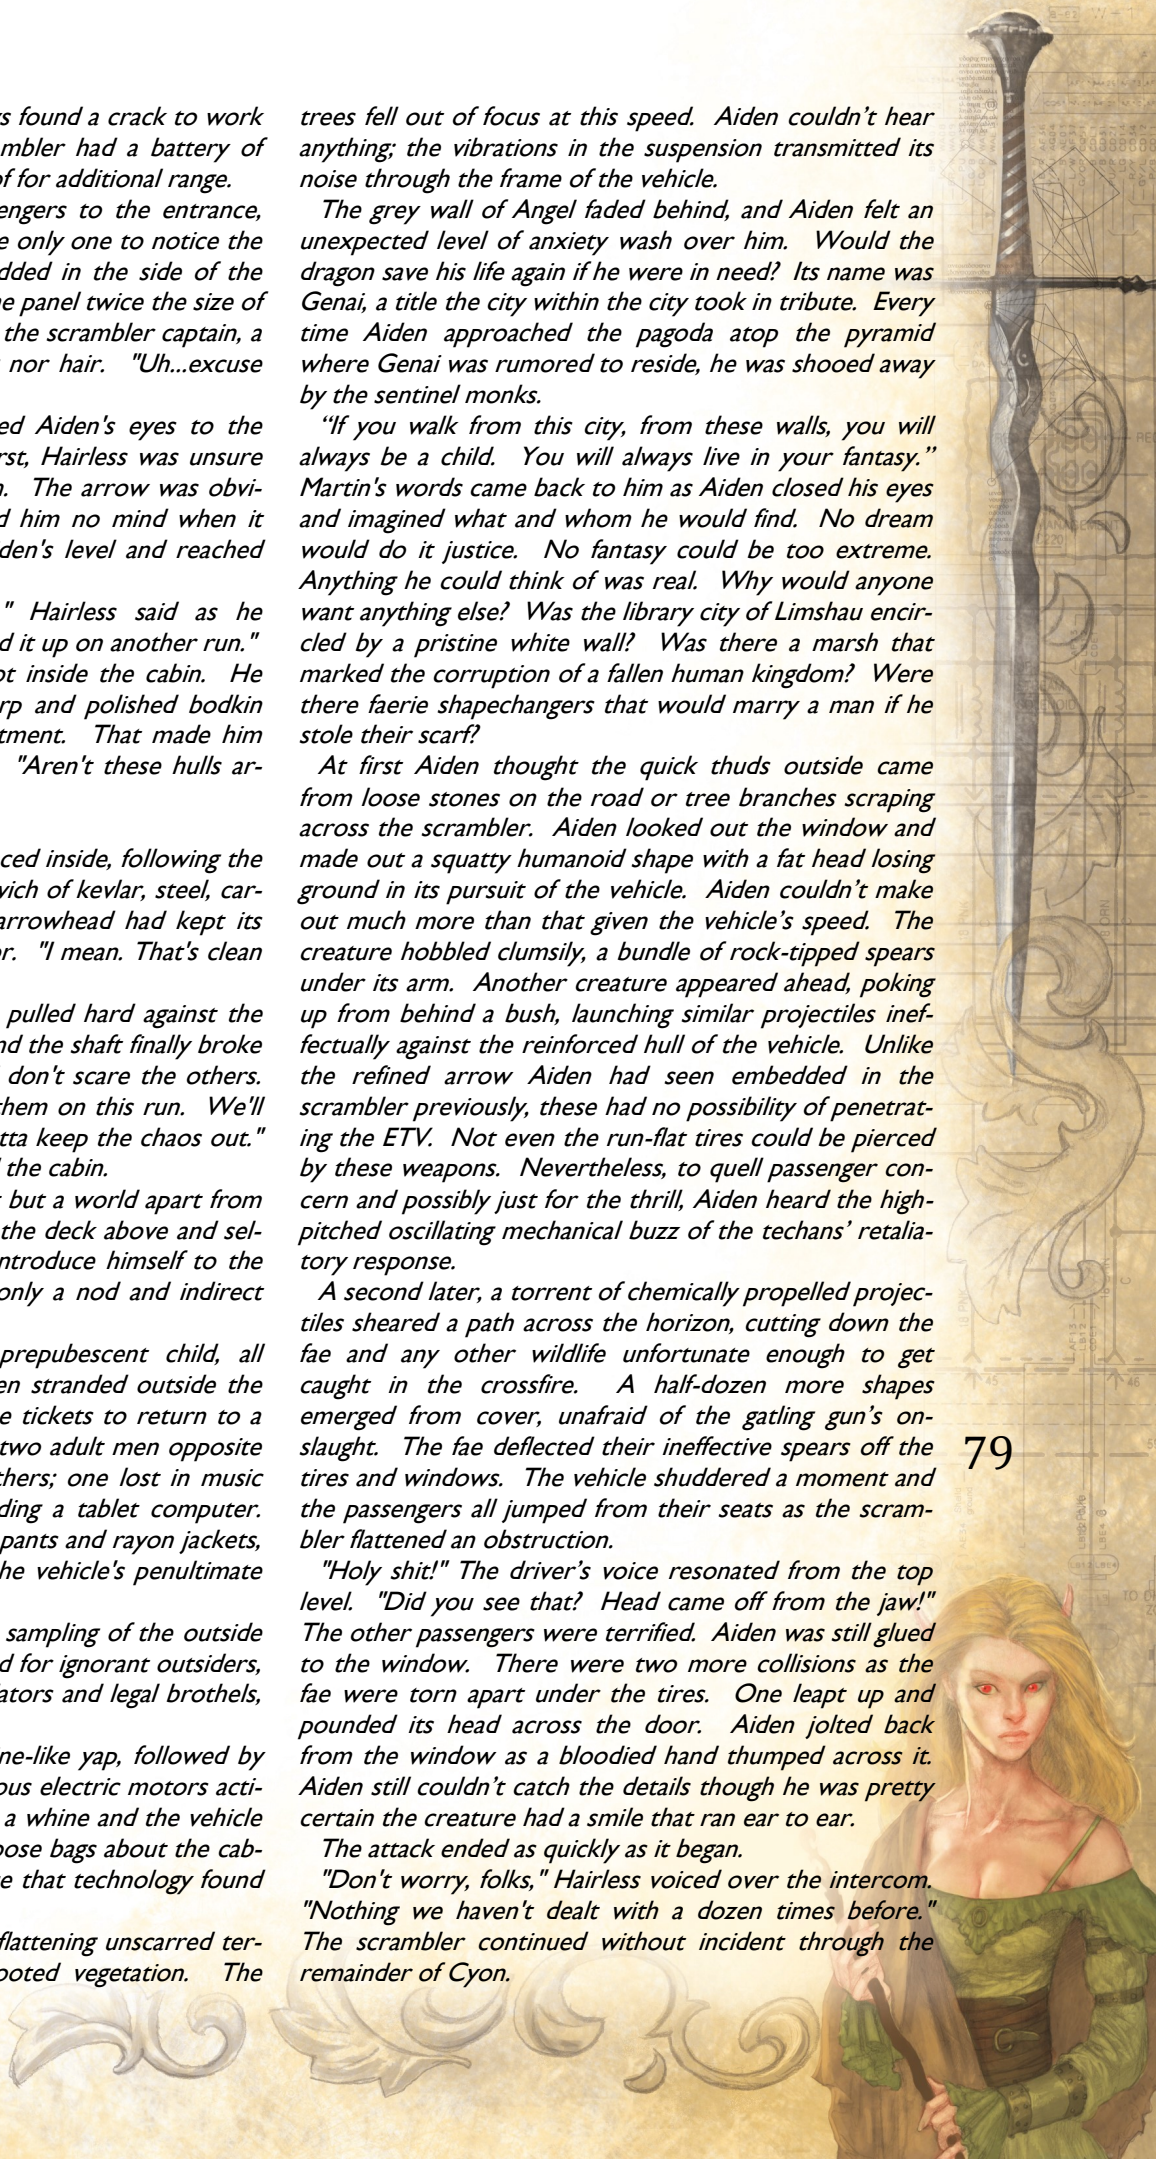 s found a crack to work
mbler had a battery of
f for additional range.
engers to the entrance,
e only one to notice the
dded in the side of the
e panel twice the size of
the scrambler captain, a
nor hair. "Uh...excuse
ed Aiden's eyes to the
rst, Hairless was unsure
. The arrow was obvi-
d him no mind when it
den's level and reached
" Hairless said as he
d it up on another run."
ot inside the cabin. He
rp and polished bodkin
tment. That made him
"Aren't these hulls ar-
ced inside, following the
wich of kevlar, steel, car-
arrowhead had kept its
r. "I mean. That's clean
pulled hard against the
nd the shaft finally broke
don't scare the others.
them on this run. We'll
tta keep the chaos out."
the cabin.
but a world apart from
the deck above and sel-
ntroduce himself to the
only a nod and indirect
prepubescent child, all
en stranded outside the
e tickets to return to a
two adult men opposite
thers; one lost in music
ding a tablet computer.
pants and rayon jackets,
he vehicle's penultimate
sampling of the outside
d for ignorant outsiders,
ators and legal brothels,
ne-like yap, followed by
ous electric motors acti-
a whine and the vehicle
oose bags about the cab-
e that technology found
flattening unscarred ter-
ooted vegetation. The
trees fell out of focus at this speed. Aiden couldn’t hear
anything; the vibrations in the suspension transmitted its
noise through the frame of the vehicle.
The grey wall of Angel faded behind, and Aiden felt an
unexpected level of anxiety wash over him. Would the
dragon save his life again if he were in need? Its name was
Genai, a title the city within the city took in tribute. Every
time Aiden approached the pagoda atop the pyramid
where Genai was rumored to reside, he was shooed away
by the sentinel monks.
“If you walk from this city, from these walls, you will
always be a child. You will always live in your fantasy.”
Martin's words came back to him as Aiden closed his eyes
and imagined what and whom he would find. No dream
would do it justice. No fantasy could be too extreme.
Anything he could think of was real. Why would anyone
want anything else? Was the library city of Limshau encir-
cled by a pristine white wall? Was there a marsh that
marked the corruption of a fallen human kingdom? Were
there faerie shapechangers that would marry a man if he
stole their scarf?
At first Aiden thought the quick thuds outside came
from loose stones on the road or tree branches scraping
across the scrambler. Aiden looked out the window and
made out a squatty humanoid shape with a fat head losing
ground in its pursuit of the vehicle. Aiden couldn’t make
out much more than that given the vehicle’s speed. The
creature hobbled clumsily, a bundle of rock-tipped spears
under its arm. Another creature appeared ahead, poking
up from behind a bush, launching similar projectiles inef-
fectually against the reinforced hull of the vehicle. Unlike
the refined arrow Aiden had seen embedded in the
scrambler previously, these had no possibility of penetrat-
ing the ETV. Not even the run-flat tires could be pierced
by these weapons. Nevertheless, to quell passenger con-
cern and possibly just for the thrill, Aiden heard the high-
pitched oscillating mechanical buzz of the techans’ retalia-
tory response.
A second later, a torrent of chemically propelled projec-
tiles sheared a path across the horizon, cutting down the
fae and any other wildlife unfortunate enough to get
caught in the crossfire. A half-dozen more shapes
emerged from cover, unafraid of the gatling gun’s on-
slaught. The fae deflected their ineffective spears off the
tires and windows. The vehicle shuddered a moment and
the passengers all jumped from their seats as the scram-
bler flattened an obstruction.
"Holy shit!" The driver’s voice resonated from the top
level. "Did you see that? Head came off from the jaw!"
The other passengers were terrified. Aiden was still glued
to the window. There were two more collisions as the
fae were torn apart under the tires. One leapt up and
pounded its head across the door. Aiden jolted back
from the window as a bloodied hand thumped across it.
Aiden still couldn’t catch the details though he was pretty
certain the creature had a smile that ran ear to ear.
The attack ended as quickly as it began.
"Don't worry, folks," Hairless voiced over the intercom.
"Nothing we haven't dealt with a dozen times before."
The scrambler continued without incident through the
remainder of Cyon.
79